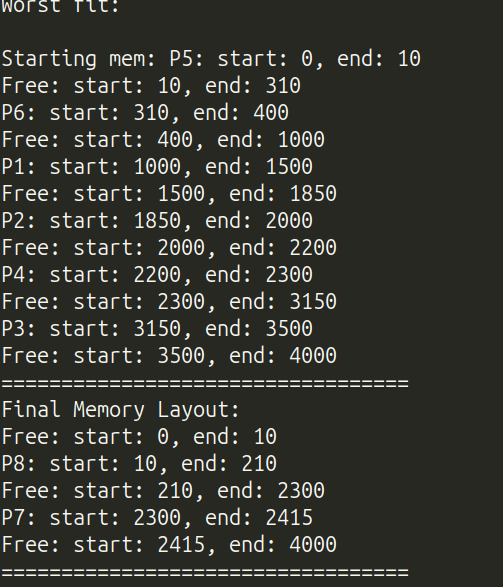 Worst fit:
Starting mem: P5: start: 0, end: 10
Free: start: 10, end: 310
P6: start: 310, end: 400
Free: start: 400, end: 1000
P1: start: 1000, end: 1500
Free: start: 1500, end: 1850
P2: start: 1850, end: 2000
Free: start: 2000, end: 2200
P4: start: 2200, end: 2300
Free: start: 2300, end: 3150
P3: start: 3150, end: 3500
Free: start: 3500, end: 4000
==================================
Final Memory Layout:
Free: start: 0, end: 10
P8: start: 10, end: 210
Free: start: 210, end: 2300
P7: start: 2300, end: 2415
Free: start: 2415, end: 4000
==================================